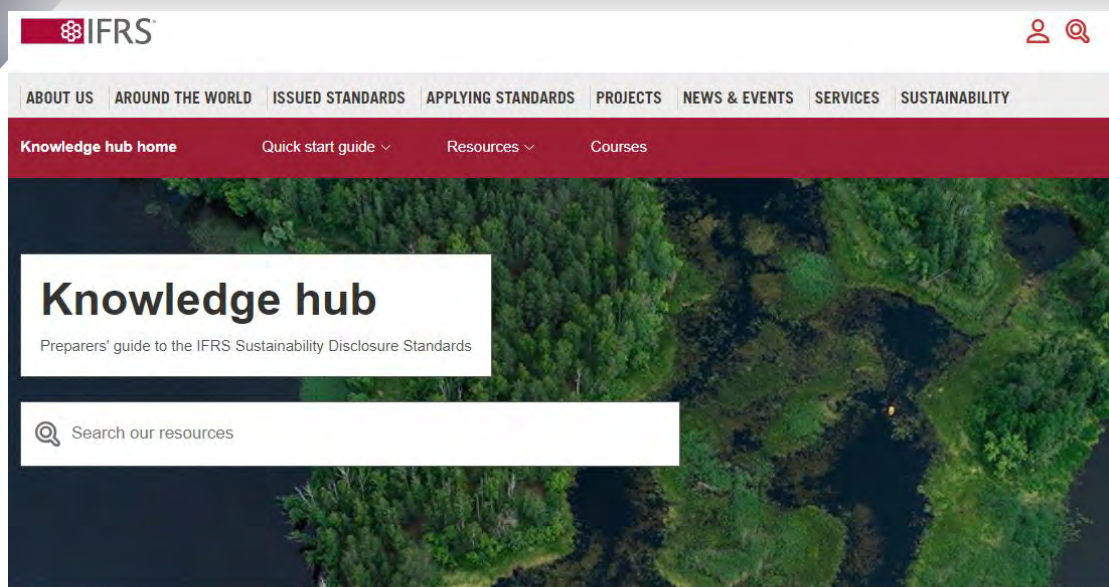 IFRS
ABOUT US AROUND THE WORLD ISSUED STANDARDS APPLYING STANDARDS PROJECTS NEWS & EVENTS SERVICES SUSTAINABILITY
Knowledge hub home Quick start guide Resources Courses
Knowledge hub
Preparers' guide to the IFRS Sustainability Disclosure Standards
Search our resources